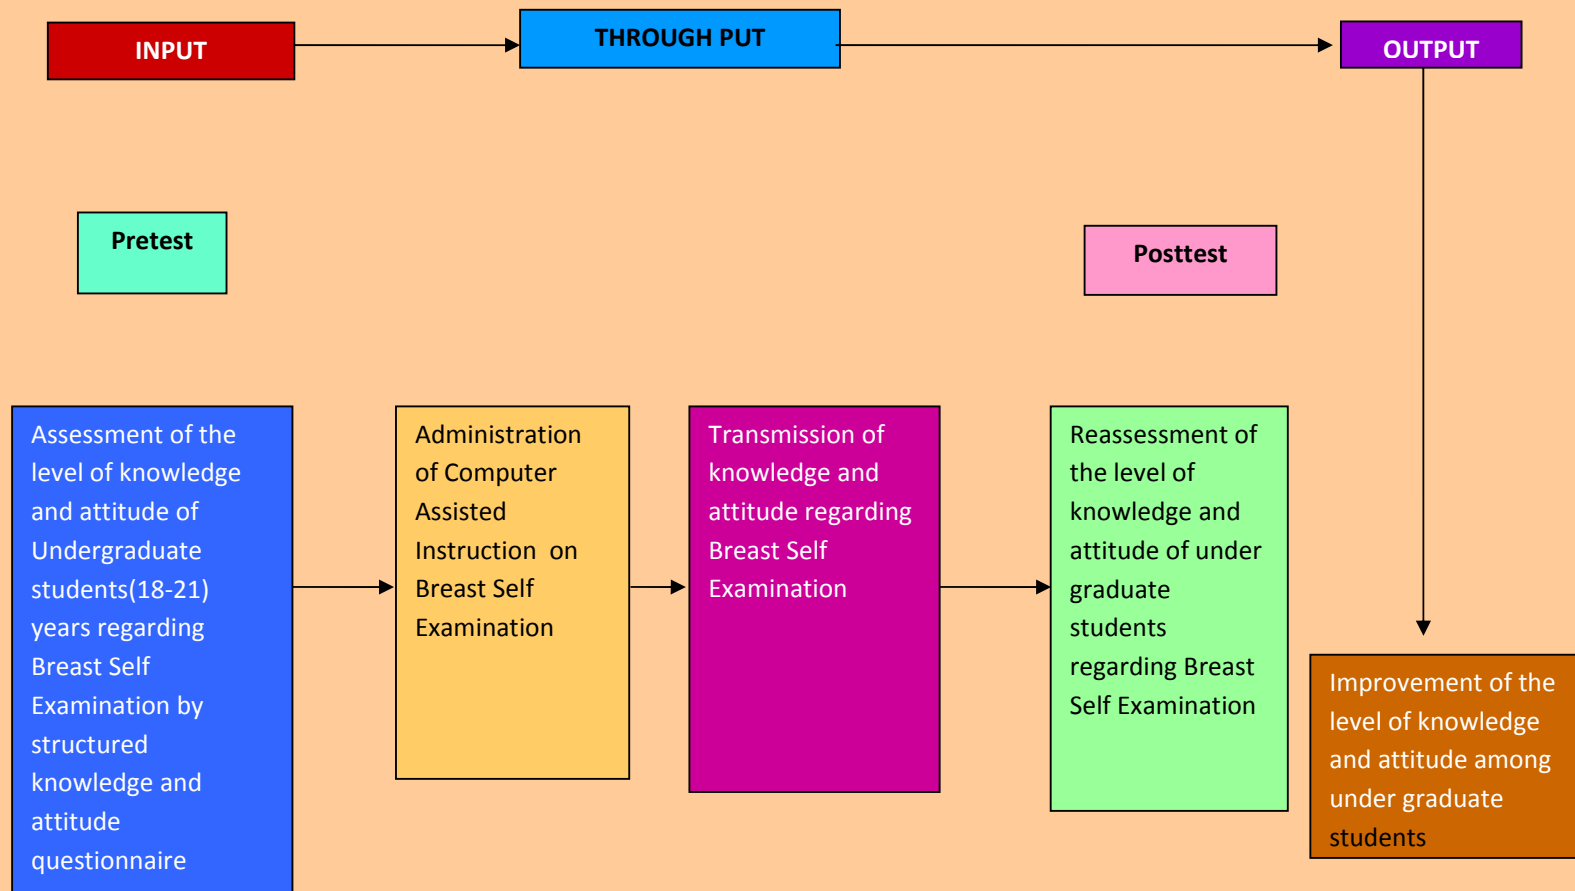 INPUT
THROUGH PUT
OUTPUT
Pretest
Posttest
Assessment of the
level of knowledge
and attitude of
Undergraduate
students(18-21)
years regarding
Breast Self
Examination by
structured
knowledge and
attitude
questionnaire
Administration
of Computer
Assisted
Instruction  on
Breast Self
Examination
Transmission of
knowledge and
attitude regarding
Breast Self
Examination
Reassessment of
the level of
knowledge and
attitude of under
graduate
students
regarding Breast
Self Examination
Improvement of the
level of knowledge
and attitude among
under graduate
students